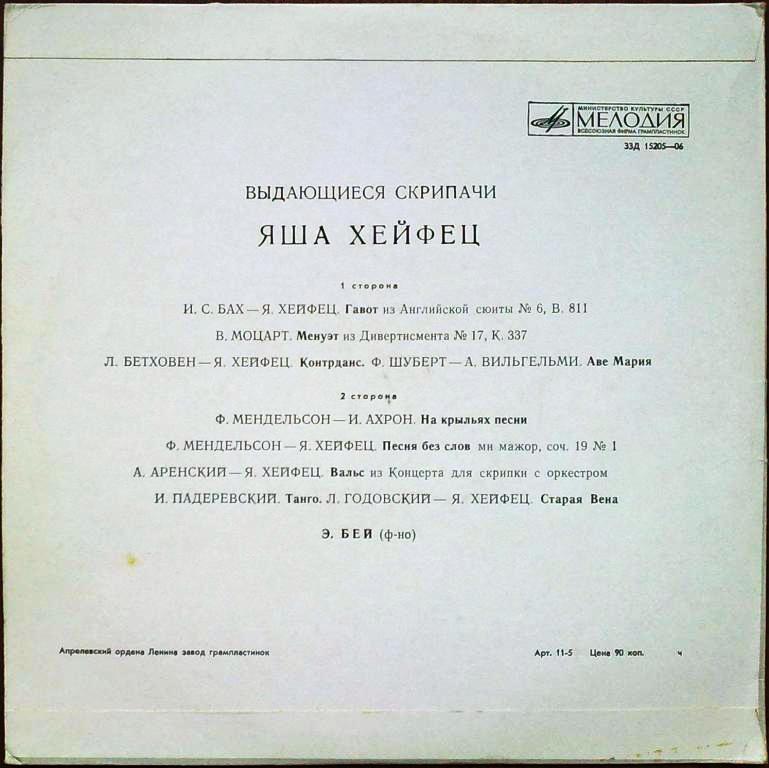 МИНИСТЕРСТВО КУЛЬТУРЫ СССР
МЕЛОДИЯ
ВСЕСОЮЗНАЯ ФИРМА ГРАМПЛАСТИНОК
33Д 15205—06
ВЫДАЮЩИЕСЯ СКРИПАЧИ
ЯША ХЕЙФЕЦ
1 сторона
И. С. БАХ — Я. ХЕЙФЕЦ. Гавот из Английской сюиты № 6, В. 811
В. МОЦАРТ. Менуэт из Дивертисмента № 17, К. 337
Л. БЕТХОВЕН — Я. ХЕЙФЕЦ. Контрданс. Ф. ШУБЕРТ — А. ВИЛЬГЕЛЬМИ. Аве Мария
2 сторона
Ф. МЕНДЕЛЬСОН — И. АХРОН. На крыльях песни
Ф. МЕНДЕЛЬСОН — Я. ХЕЙФЕЦ. Песня без слов ми мажор, соч. 19 № 1
А. АРЕНСКИЙ — Я. ХЕЙФЕЦ. Вальс из Концерта для скрипки с оркестром
И. ПАДЕРЕВСКИЙ. Танго. Л. ГОДОВСКИЙ — Я. ХЕЙФЕЦ. Старая Вена
Э. БЕЙ (ф-но)
Апрелевский ордена Ленина завод грампластинок Арт. 11-5 Цена 90 коп. ч